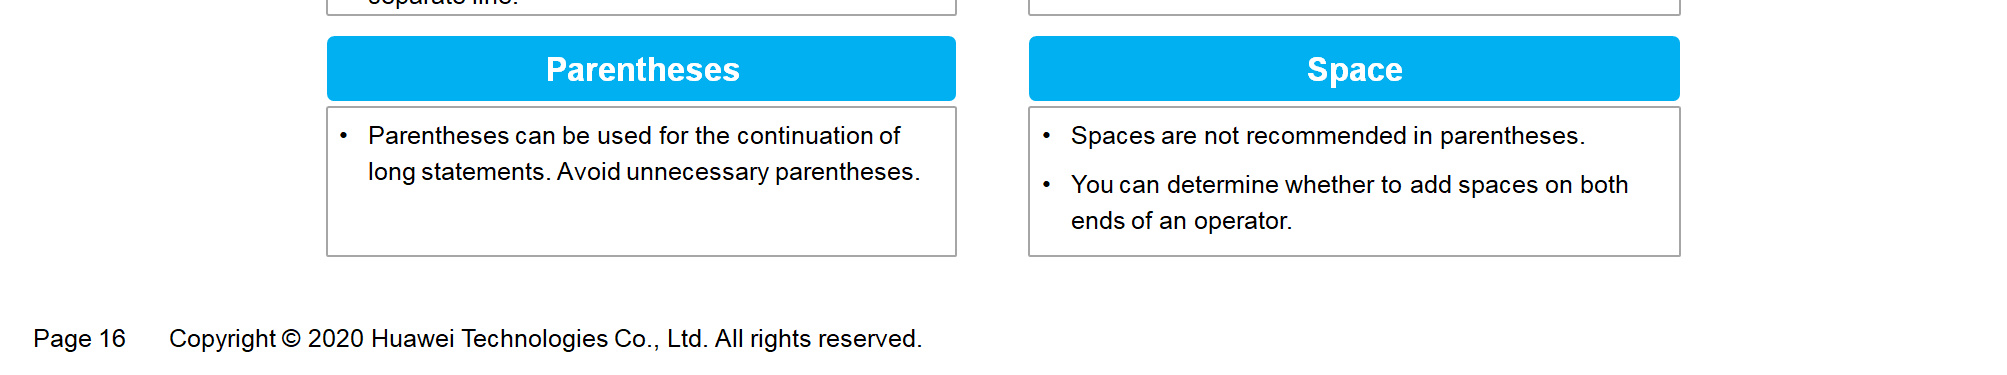 separate line.
Parentheses
• Parentheses can be used for the continuation of
long statements. Avoid unnecessary parentheses.
Space
• Spaces are not recommended in parentheses.
• You can determine whether to add spaces on both
ends of an operator.
Page 16 Copyright © 2020 Huawei Technologies Co., Ltd. All rights reserved.